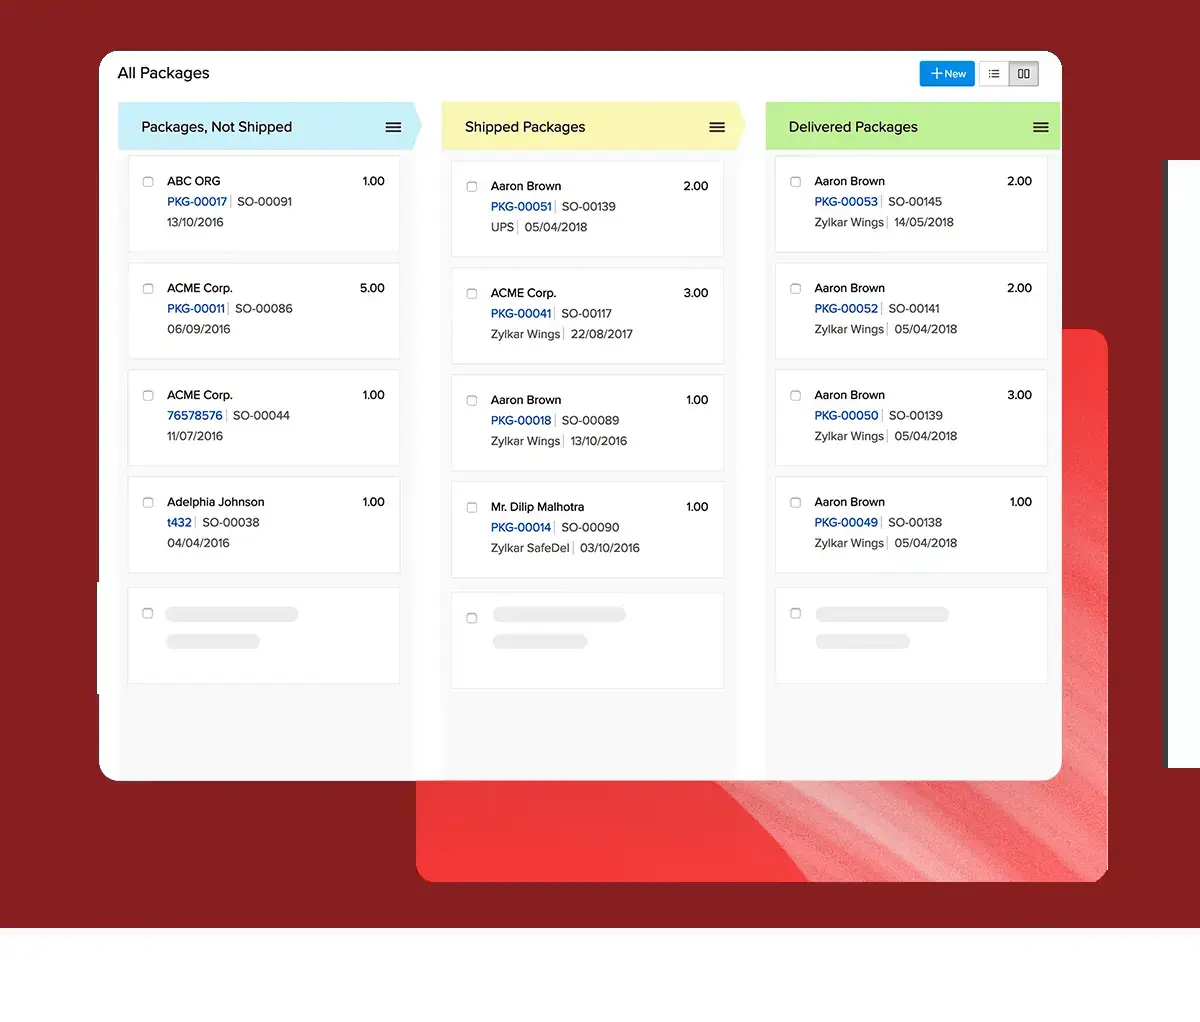 All Packages
New
Packages, Not Shipped
ABC ORG 1.00
PKG-00017 SO-00091
13/10/2016
ACME Corp. 5.00
PKG-00011 SO-00086
06/09/2016
ACME Corp. 1.00
76578576 SO-00044
11/07/2016
Adelphia Johnson 1.00
t432 SO-00038
04/04/2016
Shipped Packages
Aaron Brown 2.00
PKG-00051 SO-00139
UPS 05/04/2018
ACME Corp. 3.00
PKG-00041 SO-00117
Zylkar Wings 22/08/2017
Aaron Brown 1.00
PKG-00018 SO-00089
Zylkar Wings 13/10/2016
Mr. Dilip Malhotra 1.00
PKG-00014 SO-00090
Zylkar SafeDel 03/10/2016
Delivered Packages
Aaron Brown 2.00
PKG-00053 SO-00145
Zylkar Wings 14/05/2018
Aaron Brown 2.00
PKG-00052 SO-00141
Zylkar Wings 05/04/2018
Aaron Brown 3.00
PKG-00050 SO-00139
Zylkar Wings 05/04/2018
Aaron Brown 1.00
PKG-00049 SO-00138
Zylkar Wings 05/04/2018